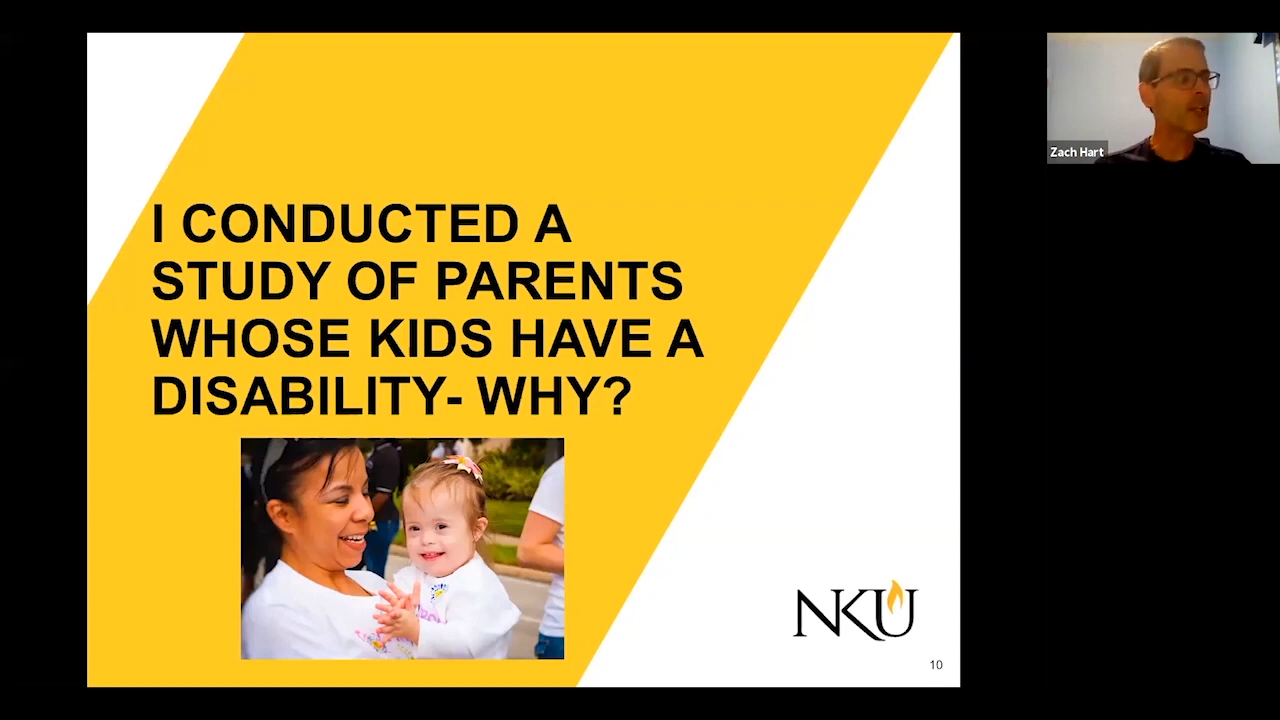 I CONDUCTED A
STUDY OF PARENTS
WHOSE KIDS HAVE A
DISABILITY- WHY?
NKU
10
Zach Hart